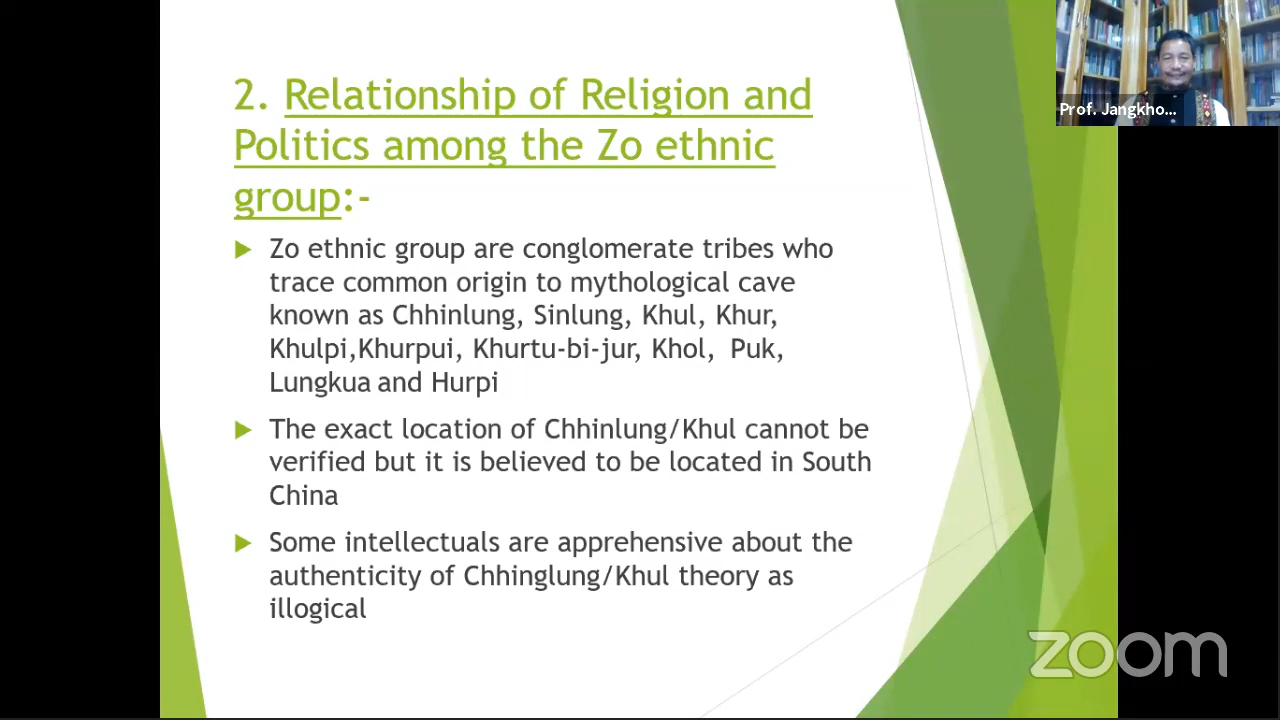 2. Relationship of Religion and
Politics among the Zo ethnic
group:-
Zo ethnic group are conglomerate tribes who
trace common origin to mythological cave
known as Chhinlung, Sinlung, Khul, Khur,
Khulpi,Khurpui, Khurtu-bi-jur, Khol, Puk,
Lungkua and Hurpi
The exact location of Chhinlung/Khul cannot be
verified but it is believed to be located in South
China
Some intellectuals are apprehensive about the
authenticity of Chhinglung/Khul theory as
illogical
Prof. Jangkho...
zoom